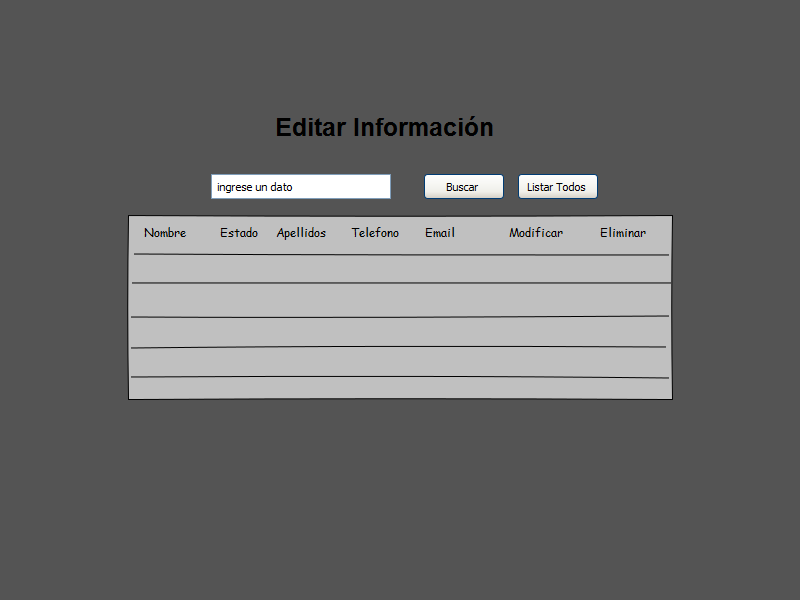 Editar Información
ingrese un dato Buscar Listar Todos
Nombre Estado Apellidos Telefono Email Modificar Eliminar